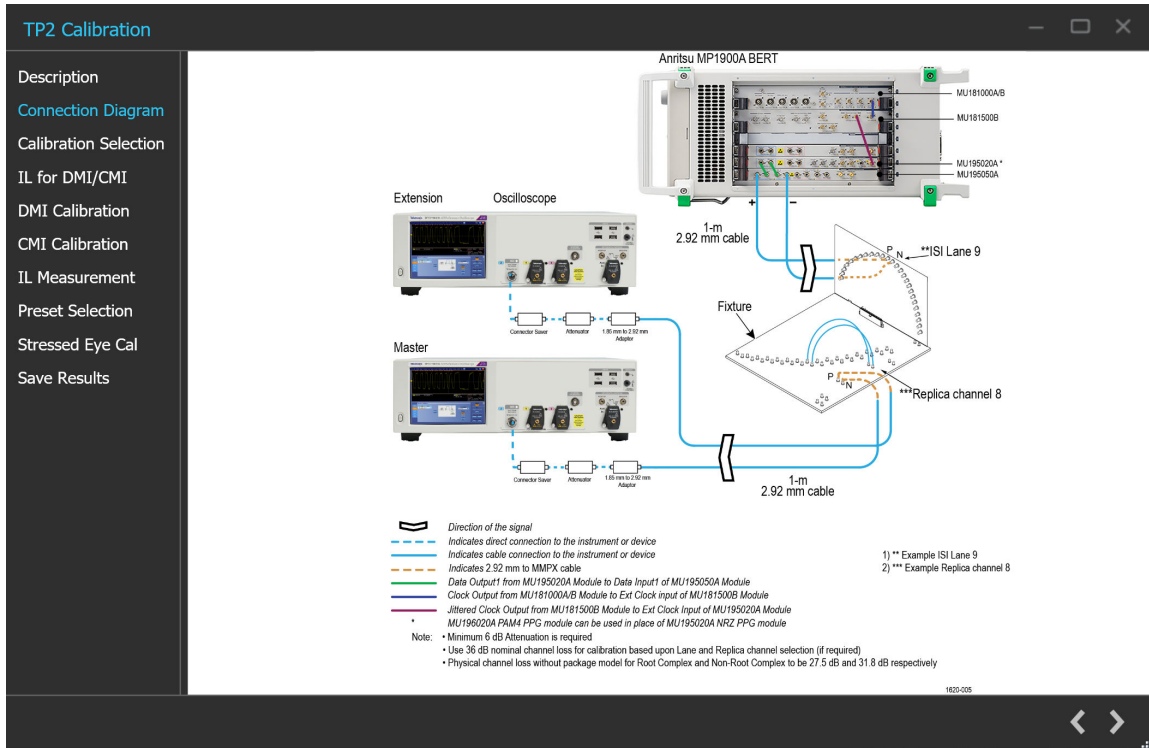 TP2 Calibration
Description
Connection Diagram
Calibration Selection
IL for DMI/CMI
DMI Calibration
CMI Calibration
IL Measurement
Preset Selection
Stressed Eye Cal
Save Results
Anritsu MP1900A BERT
MU181000A/B
MU181500B
MU195020A *
MU195050A
+ –
1-m
2.92 mm cable
Extension
Oscilloscope
P N
**ISI Lane 9
Fixture
Connector Saver
Attenuator
1.85 mm to 2.92 mm
Adaptor
Master
P N
***Replica channel 8
Connector Saver
Attenuator
1.85 mm to 2.92 mm
Adaptor
1-m
2.92 mm cable
Direction of the signal
Indicates direct connection to the instrument or device
Indicates cable connection to the instrument or device
Indicates 2.92 mm to MMPX cable
Data Output1 from MU195020A Module to Data Input1 of MU195050A Module
Clock Output from MU181000A/B Module to Ext Clock input of MU181500B Module
Jittered Clock Output from MU181500B Module to Ext Clock Input of MU195020A Module
* MU196020A PAM4 PPG module can be used in place of MU195020A NRZ PPG module
Note: • Minimum 6 dB Attenuation is required
• Use 36 dB nominal channel loss for calibration based upon Lane and Replica channel selection (if required)
• Physical channel loss without package model for Root Complex and Non-Root Complex to be 27.5 dB and 31.8 dB respectively
1) ** Example ISI Lane 9
2) *** Example Replica channel 8
1620-005